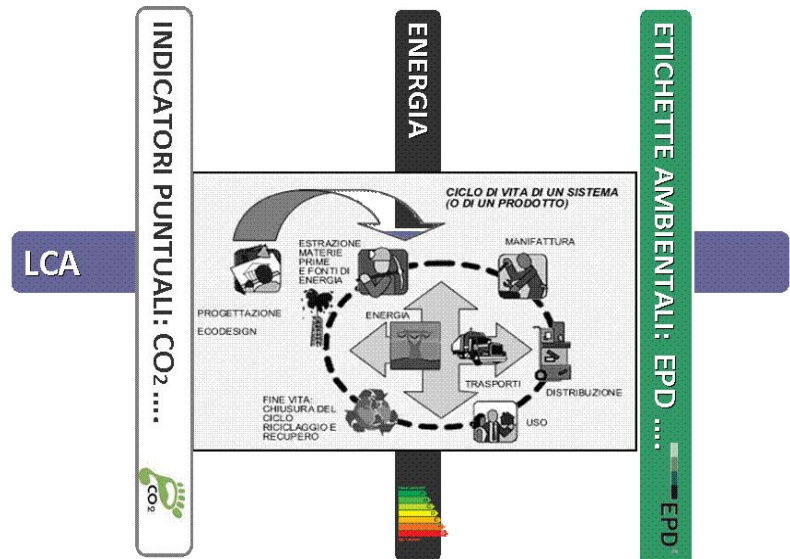 INDICATORI PUNTUALI: CO2 ....
CO2
ENERGIA
ETICHETTE AMBIENTALI: EPD ....
EPD
LCA
CICLO DI VITA DI UN SISTEMA
(O DI UN PRODOTTO)
ESTRAZIONE
MATERIE
PRIME
E FONTI DI
ENERGIA
MANIFATTURA
PROGETTAZIONE
ECODESIGN
ENERGIA
TRASPORTI
DISTRIBUZIONE
FINE VITA:
CHIUSURA DEL
CICLO
RICICLAGGIO E
RECUPERO
USO